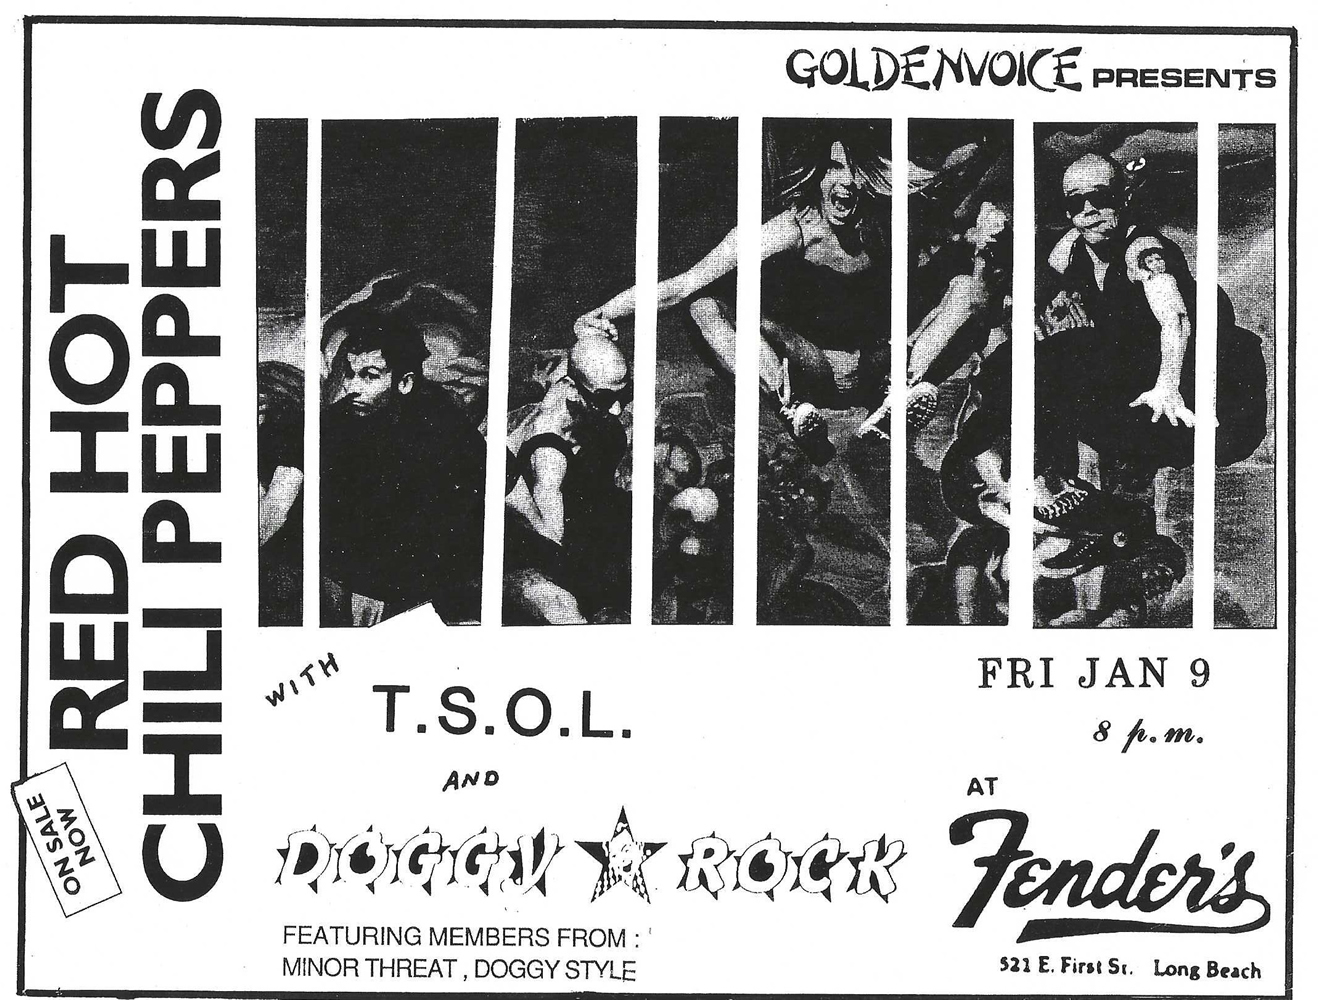 GOLDENVOICE PRESENTS
RED HOT
CHILI PEPPERS
ON SALE
NOW
WITH
T.S.O.L.
AND
DOGGY ROCK
FEATURING MEMBERS FROM :
MINOR THREAT , DOGGY STYLE
FRI JAN 9
8 p.m.
AT
Fender's
521 E. First St. Long Beach